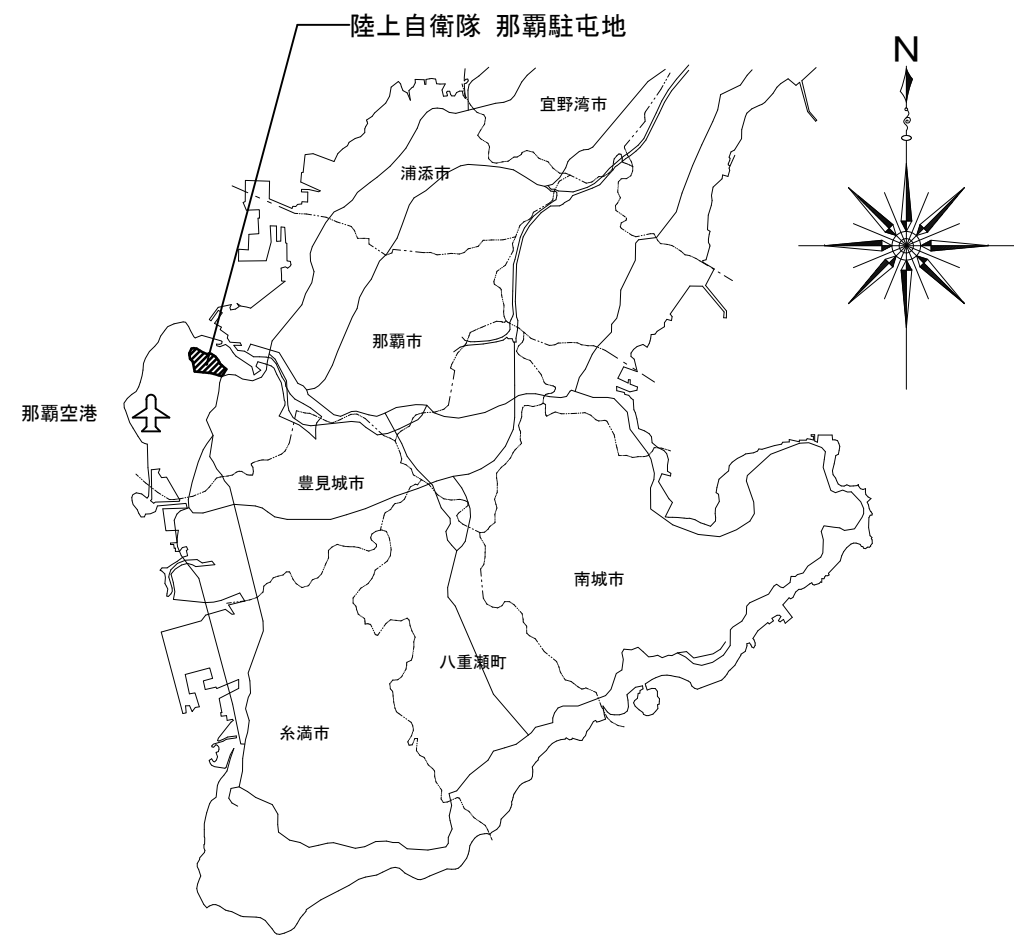 陸上自衛隊 那覇駐屯地
N
宜野湾市
浦添市
那覇市
那覇空港
豊見城市
南城市
八重瀬町
糸満市